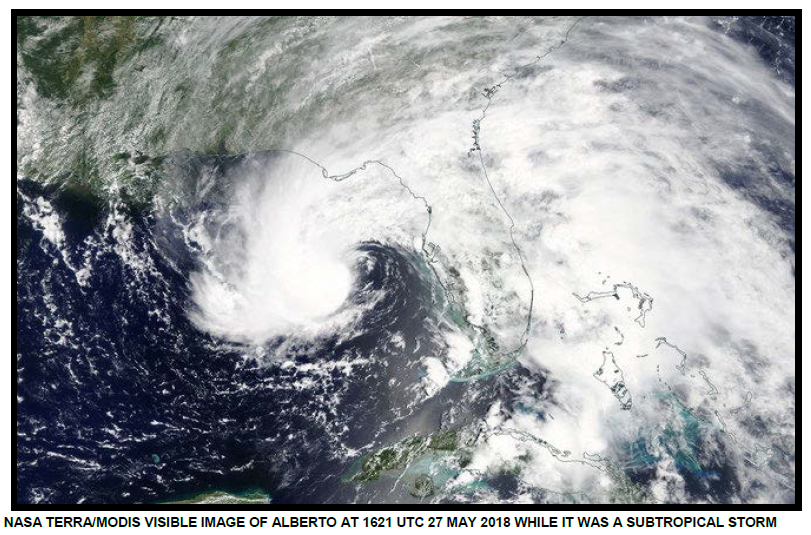 NASA TERRA/MODIS VISIBLE IMAGE OF ALBERTO AT 1621 UTC 27 MAY 2018 WHILE IT WAS A SUBTROPICAL STORM